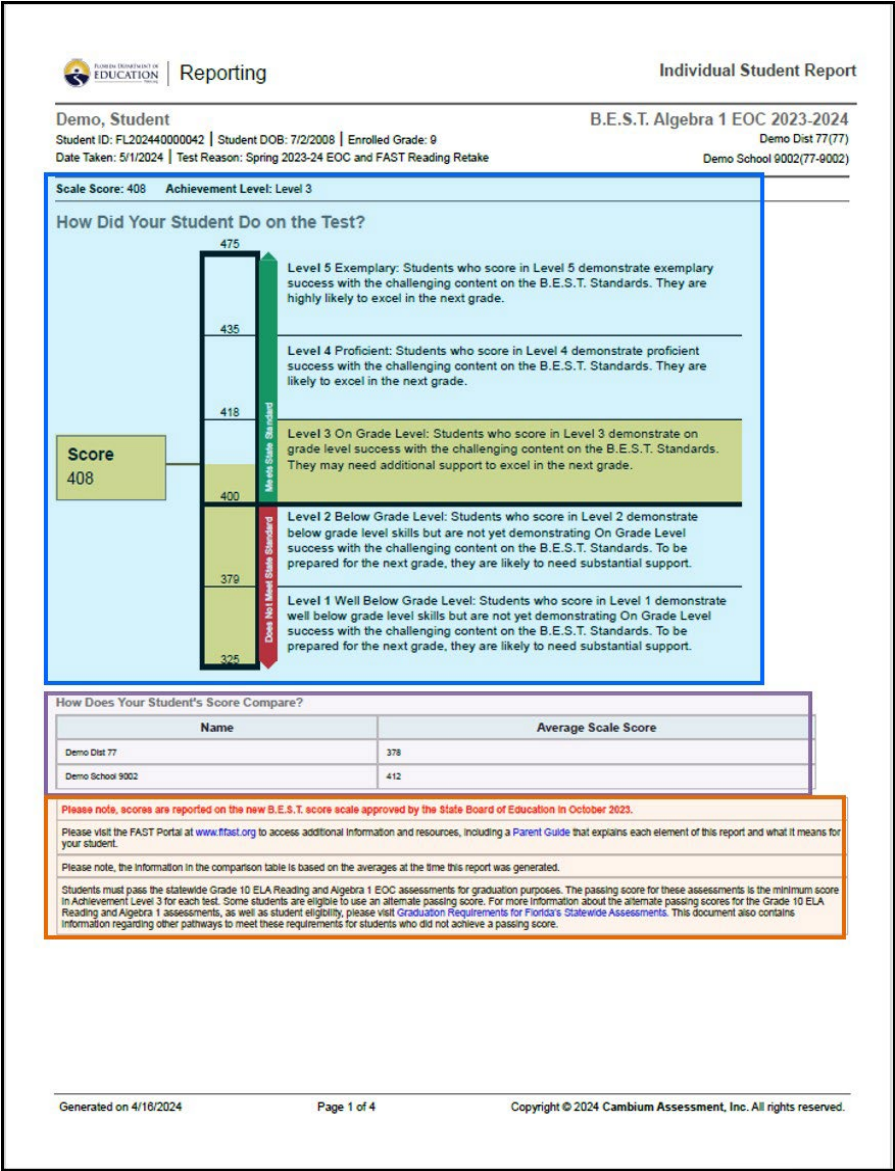 FLORIDA DEPARTMENT OF
EDUCATION
Reporting
Individual Student Report
Demo, Student
B.E.S.T. Algebra 1 EOC 2023-2024
Student ID: FL202440000042 | Student DOB: 7/2/2008 | Enrolled Grade: 9
Demo Dist 77(77)
Date Taken: 5/1/2024 | Test Reason: Spring 2023-24 EOC and FAST Reading Retake
Demo School 9002(77-9002)
Scale Score: 408 Achievement Level: Level 3
How Did Your Student Do on the Test?
475
Level 5 Exemplary: Students who score in Level 5 demonstrate exemplary
success with the challenging content on the B.E.S.T. Standards. They are
highly likely to excel in the next grade.
435
Level 4 Proficient: Students who score in Level 4 demonstrate proficient
success with the challenging content on the B.E.S.T. Standards. They are
likely to excel in the next grade.
418
Meets State Standard
Level 3 On Grade Level: Students who score in Level 3 demonstrate on
grade level success with the challenging content on the B.E.S.T. Standards.
They may need additional support to excel in the next grade.
Score
408
400
Does Not Meet State Standard
Level 2 Below Grade Level: Students who score in Level 2 demonstrate
below grade level skills but are not yet demonstrating On Grade Level
success with the challenging content on the B.E.S.T. Standards. To be
prepared for the next grade, they are likely to need substantial support.
379
Level 1 Well Below Grade Level: Students who score in Level 1 demonstrate
well below grade level skills but are not yet demonstrating On Grade Level
success with the challenging content on the B.E.S.T. Standards. To be
prepared for the next grade, they are likely to need substantial support.
325
How Does Your Student's Score Compare?
Name Average Scale Score
Demo Dist 77 378
Demo School 9002 412
Please note, scores are reported on the new B.E.S.T. score scale approved by the State Board of Education in October 2023.
Please visit the FAST Portal at www.flfast.org to access additional information and resources, including a Parent Guide that explains each element of this report and what it means for
your student.
Please note, the information in the comparison table is based on the averages at the time this report was generated.
Students must pass the statewide Grade 10 ELA Reading and Algebra 1 EOC assessments for graduation purposes. The passing score for these assessments is the minimum score
in Achievement Level 3 for each test. Some students are eligible to use an alternate passing score. For more information about the alternate passing scores for the Grade 10 ELA
Reading and Algebra 1 assessments, as well as student eligibility, please visit Graduation Requirements for Florida's Statewide Assessments. This document also contains
information regarding other pathways to meet these requirements for students who did not achieve a passing score.
Generated on 4/16/2024
Page 1 of 4
Copyright © 2024 Cambium Assessment, Inc. All rights reserved.